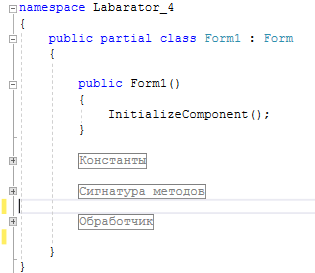 namespace Labarator_4
{
public partial class Form1 : Form
{
public Form1()
{
InitializeComponent();
}
Константы
Сигнатура методов
Обработчик
}
}